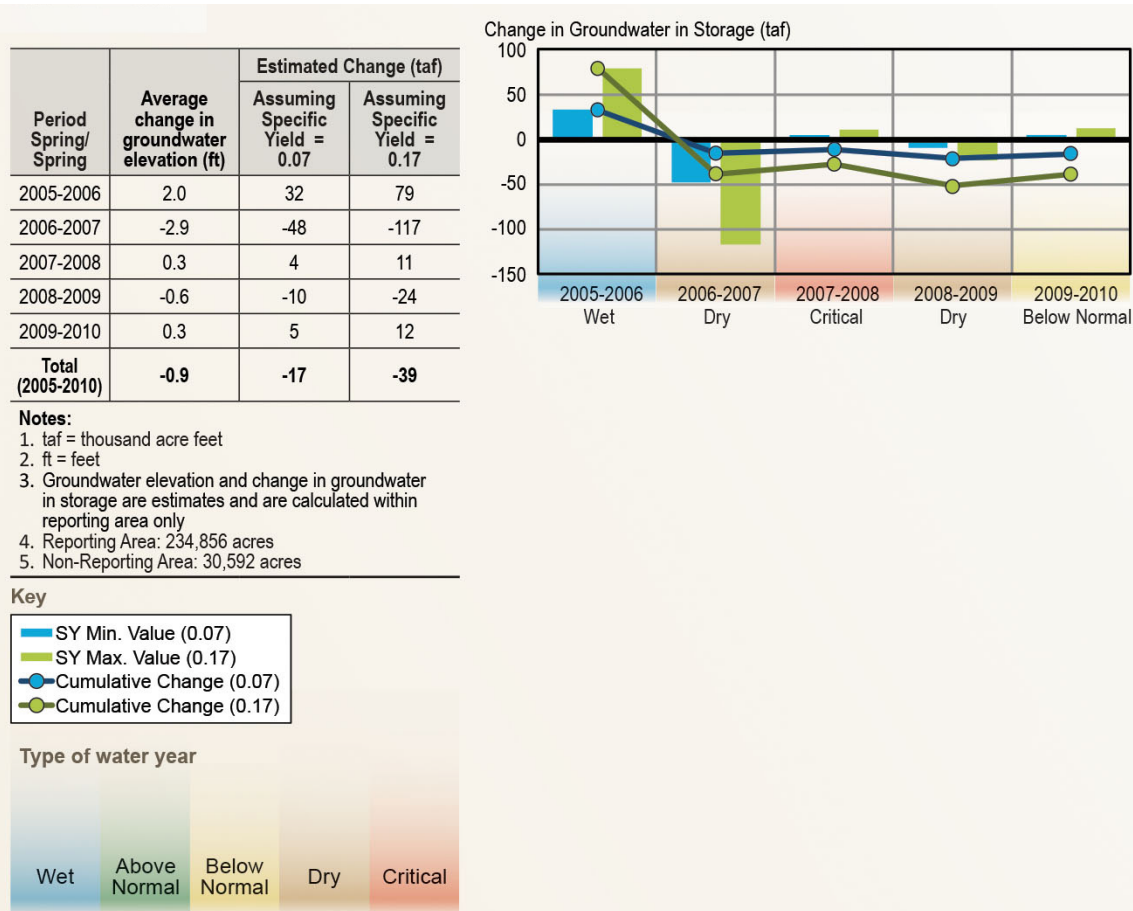 Period
Spring/
Spring
Average
change in
groundwater
elevation (ft)
Estimated Change (taf)
Assuming
Specific
Yield =
0.07
Assuming
Specific
Yield =
0.17
2005-2006 2.0 32 79
2006-2007 -2.9 -48 -117
2007-2008 0.3 4 11
2008-2009 -0.6 -10 -24
2009-2010 0.3 5 12
Total
(2005-2010) -0.9 -17 -39
Notes:
1. taf = thousand acre feet
2. ft = feet
3. Groundwater elevation and change in groundwater
in storage are estimates and are calculated within
reporting area only
4. Reporting Area: 234,856 acres
5. Non-Reporting Area: 30,592 acres
Key
SY Min. Value (0.07)
SY Max. Value (0.17)
Cumulative Change (0.07)
Cumulative Change (0.17)
Type of water year
Wet
Above
Normal
Below
Normal
Dry
Critical
Change in Groundwater in Storage (taf)
100
50
0
-50
-100
-150
2005-2006
Wet
2006-2007
Dry
2007-2008
Critical
2008-2009
Dry
2009-2010
Below Normal